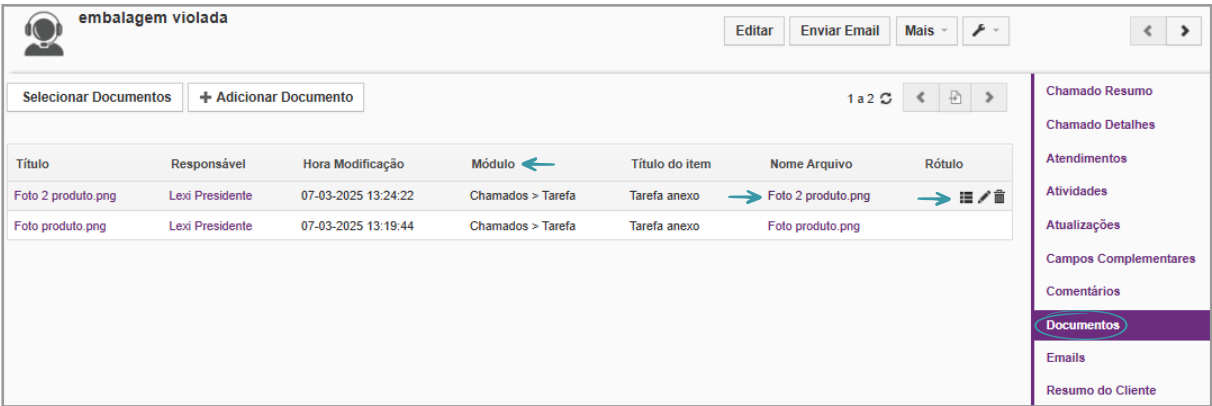 embalagem violada
Editar Enviar Email Mais
Selecionar Documentos + Adicionar Documento 1 a 2
Título Responsável Hora Modificação Módulo Título do item Nome Arquivo Rótulo
Foto 2 produto.png Lexi Presidente 07-03-2025 13:24:22 Chamados > Tarefa Tarefa anexo Foto 2 produto.png
Foto produto.png Lexi Presidente 07-03-2025 13:19:44 Chamados > Tarefa Tarefa anexo Foto produto.png
Chamado Resumo
Chamado Detalhes
Atendimentos
Atividades
Atualizações
Campos Complementares
Comentários
Documentos
Emails
Resumo do Cliente